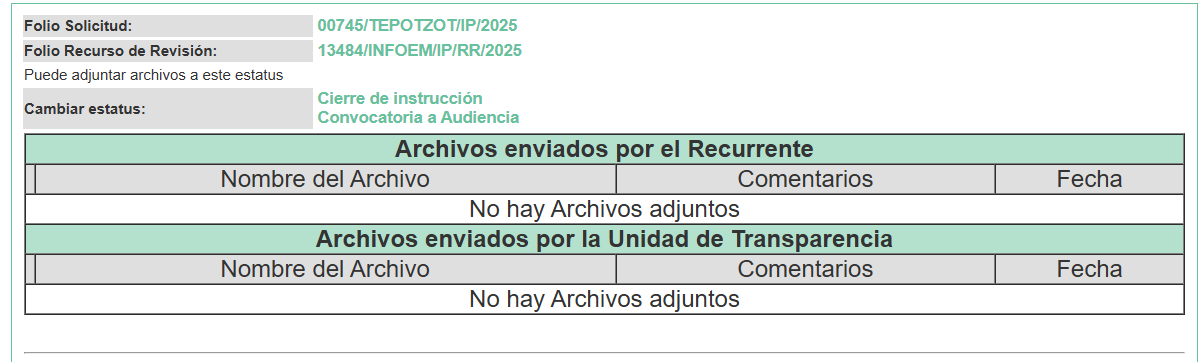 Folio Solicitud: 00745/TEPOTZOT/IP/2025
Folio Recurso de Revisión: 13484/INFOEM/IP/RR/2025
Puede adjuntar archivos a este estatus
Cambiar estatus: Cierre de instrucción
Convocatoria a Audiencia
Archivos enviados por el Recurrente
Nombre del Archivo Comentarios Fecha
No hay Archivos adjuntos
Archivos enviados por la Unidad de Transparencia
Nombre del Archivo Comentarios Fecha
No hay Archivos adjuntos